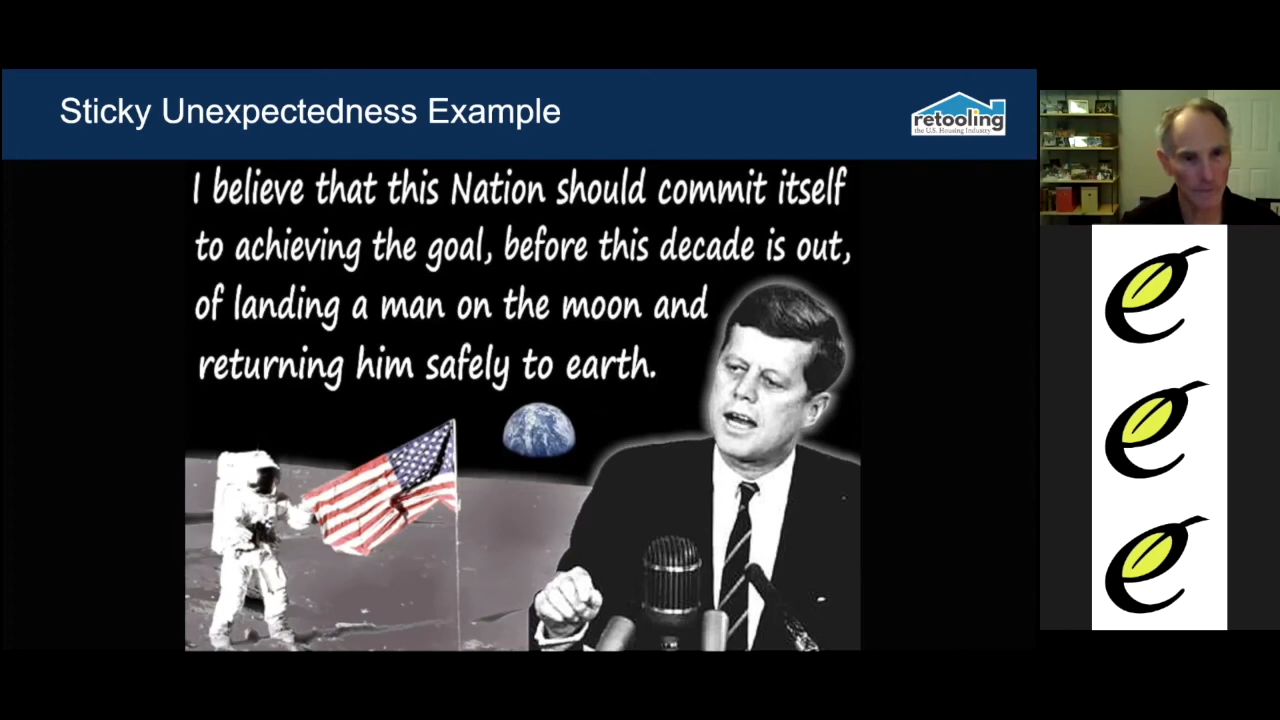 Sticky Unexpectedness Example
retooling
the U.S. Housing Industry
I believe that this Nation should commit itself
to achieving the goal, before this decade is out,
of landing a man on the moon and
returning him safely to earth.
e
e
e